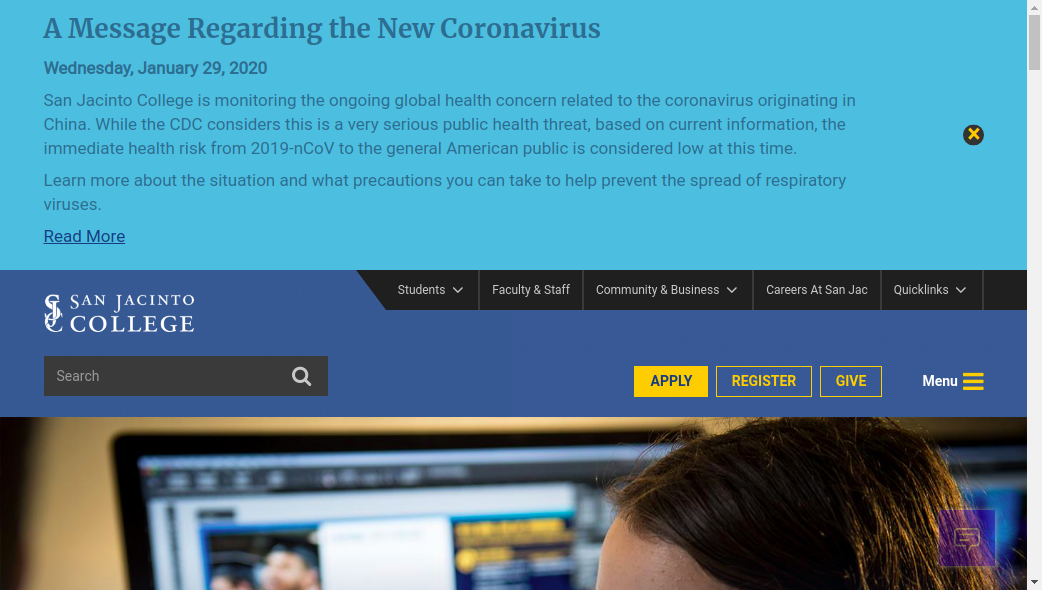 A Message Regarding the New Coronavirus
Wednesday, January 29, 2020
San Jacinto College is monitoring the ongoing global health concern related to the coronavirus originating in
China. While the CDC considers this is a very serious public health threat, based on current information, the
immediate health risk from 2019-nCoV to the general American public is considered low at this time.
Learn more about the situation and what precautions you can take to help prevent the spread of respiratory
viruses.
Read More
Students
Faculty & Staff
Community & Business
Careers At San Jac
Quicklinks
SAN JACINTO
COLLEGE
Search
APPLY
REGISTER
GIVE
Menu